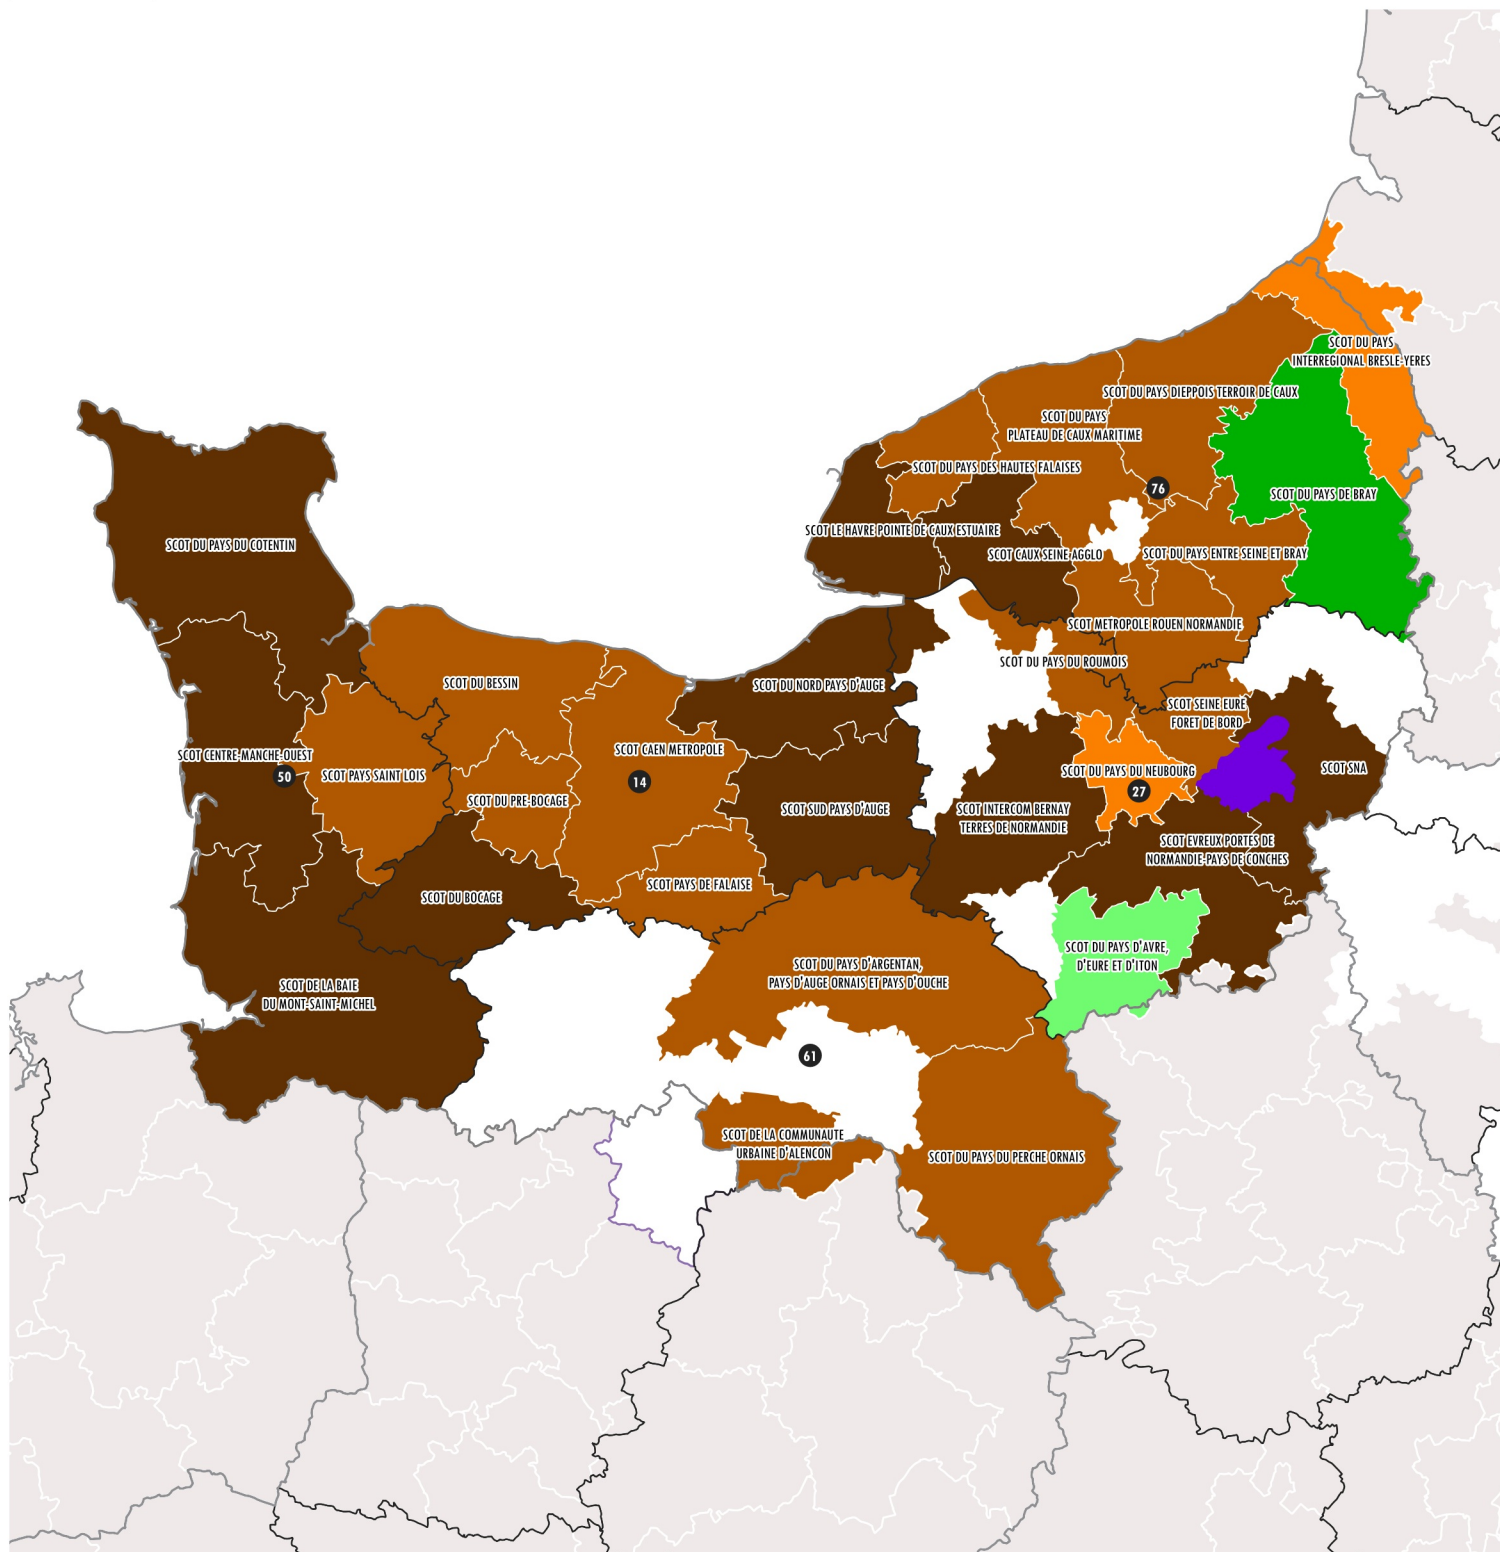 SCOT DU PAYS
INTERREGIONAL BRESLE-YERES
SCOT DU PAYS DIEPPOIS TERROIR DE CAUX
SCOT DU PAYS
PLATEAU DE CAUX MARITIME
SCOT DU PAYS DES HAUTES FALAISES
76
SCOT DU PAYS DE BRAY
SCOT LE HAVRE POINTE DE CAUX ESTUAIRE
SCOT DU PAYS DU COTENTIN
SCOT CAUX SEINE AGGLO
SCOT DU PAYS ENTRE SEINE ET BRAY
SCOT METROPOLE ROUEN NORMANDIE
SCOT DU PAYS DU ROUMOIS
SCOT DU BESSIN
SCOT DU NORD PAYS D'AUGE
SCOT SEINE EURE
FORET DE BORD
SCOT CENTRE-MANCHE-OUEST
50
SCOT PAYS SAINT LOIS
SCOT CAEN METROPOLE
14
SCOT DU PAYS DU NEUBOURG
27
SCOT SNA
SCOT DU PRE-BOCAGE
SCOT SUD PAYS D'AUGE
SCOT INTERCOM BERNAY
TERRES DE NORMANDIE
SCOT EVREUX PORTES DE
NORMANDIE-PAYS DE CONCHES
SCOT PAYS DE FALAISE
SCOT DU BOCAGE
SCOT DU PAYS D'AVRE,
D'EURE ET D'ITON
SCOT DU PAYS D'ARGENTAN,
PAYS D'AUGE ORNAIS ET PAYS D'OUCHE
SCOT DE LA BAIE
DU MONT-SAINT-MICHEL
61
SCOT DE LA COMMUNAUTE
URBAINE D'ALENCON
SCOT DU PAYS DU PERCHE ORNAIS